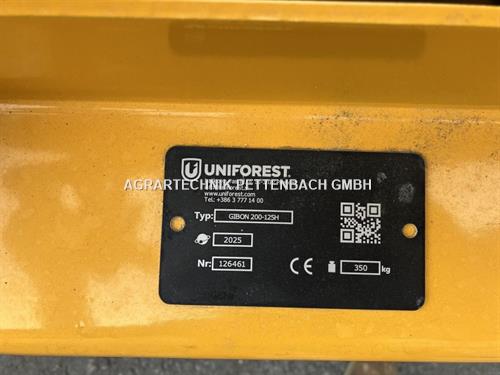 UNIFOREST
AGRARTECHNIK PETTENBACH GMBH
www.uniforest.com
Tel.: +386 3 777 14 00
Typ: GIBON 200-12SH
2025
Nr: 126461 CE 350 kg